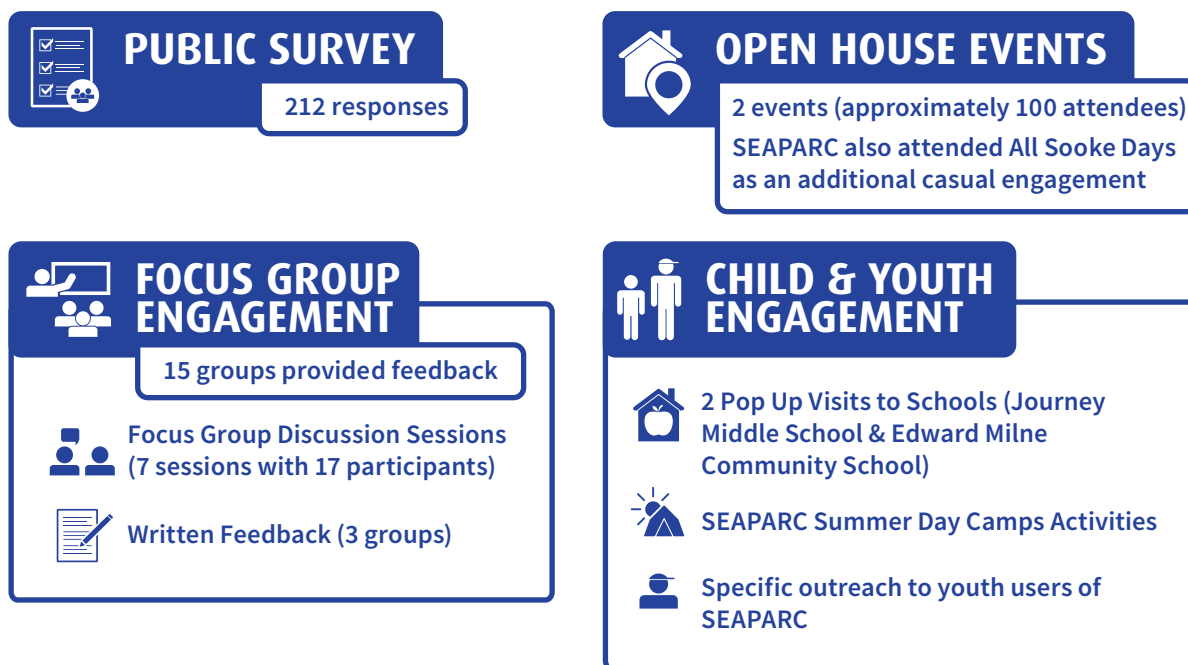 PUBLIC SURVEY
212 responses
OPEN HOUSE EVENTS
2 events (approximately 100 attendees)
SEAPARC also attended All Sooke Days
as an additional casual engagement
FOCUS GROUP
ENGAGEMENT
15 groups provided feedback
Focus Group Discussion Sessions
(7 sessions with 17 participants)
Written Feedback (3 groups)
CHILD & YOUTH
ENGAGEMENT
2 Pop Up Visits to Schools (Journey
Middle School & Edward Milne
Community School)
SEAPARC Summer Day Camps Activities
Specific outreach to youth users of
SEAPARC